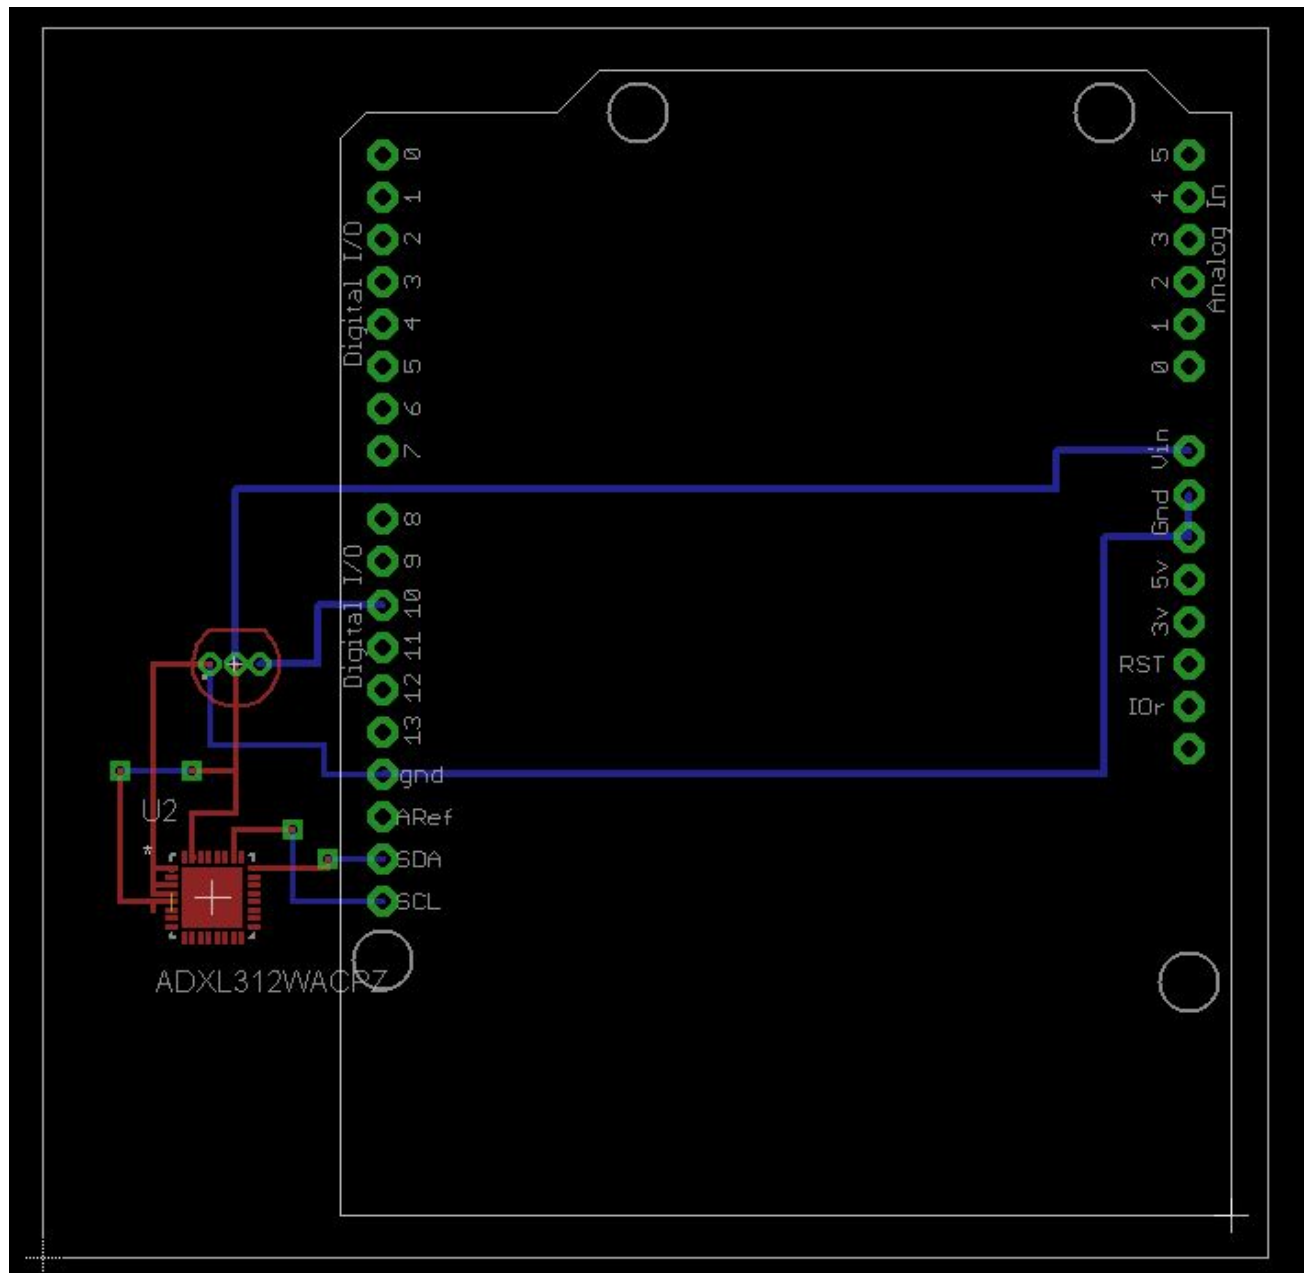 0
1
2
3
4
5
6
7
Digital I/O
8
9
10
11
12
13
Digital I/O
gnd
ARef
SDA
SCL
5
4
3
2
1
0
Analog In
Vin
Gnd
5v
3v
RST
IOr
U2
*
ADXL312WACPZ